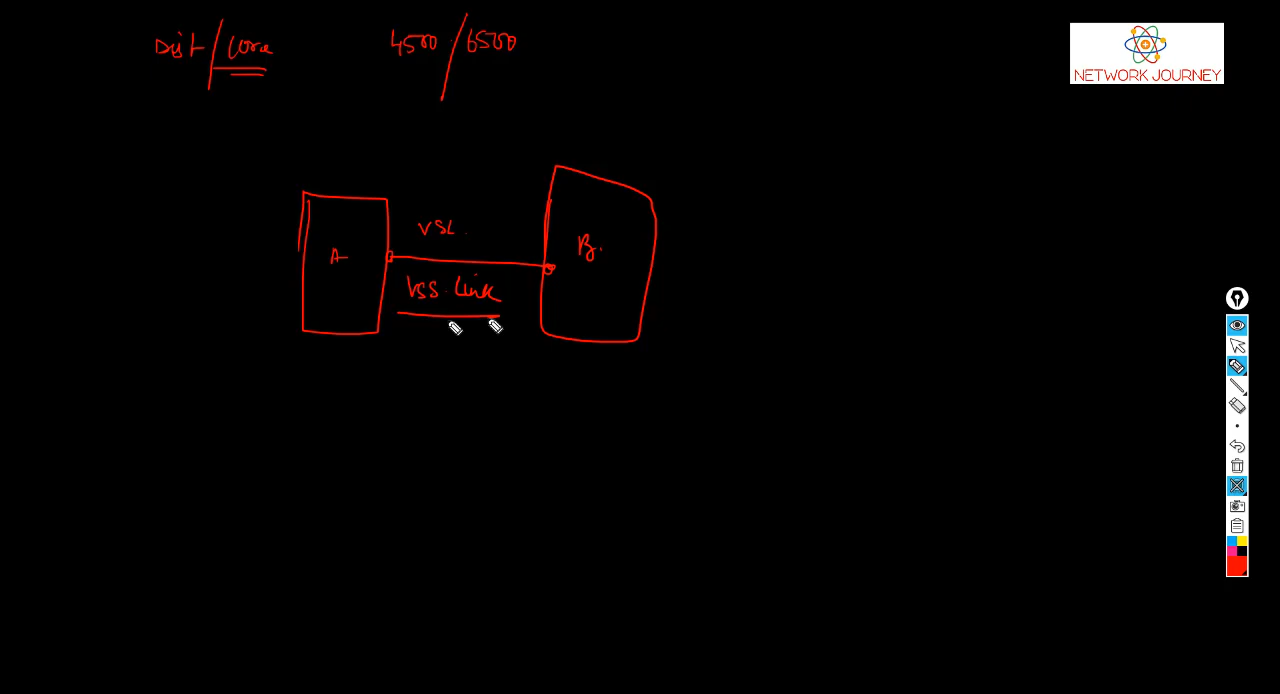 Dist / Core
4500 / 6500
NETWORK JOURNEY
VSL
A
B.
VSS Link